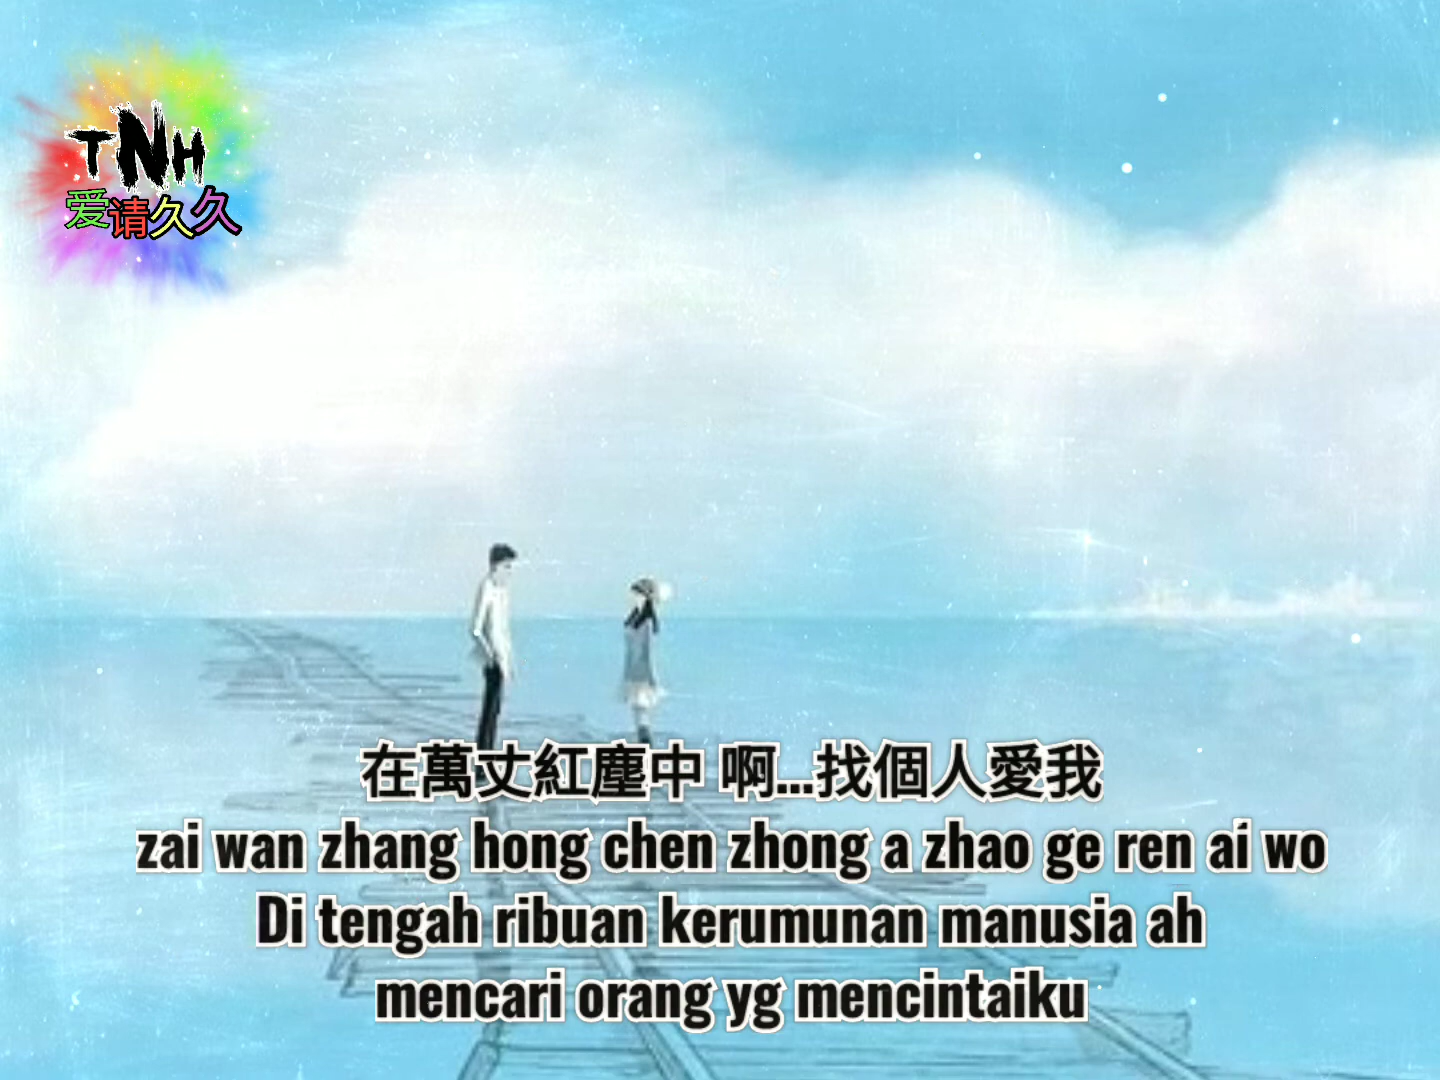 TNH
爱请久久
在萬丈紅塵中 啊...找個人愛我
zai wan zhang hong chen zhong a zhao ge ren ai wo
Di tengah ribuan kerumunan manusia ah
mencari orang yg mencintaiku